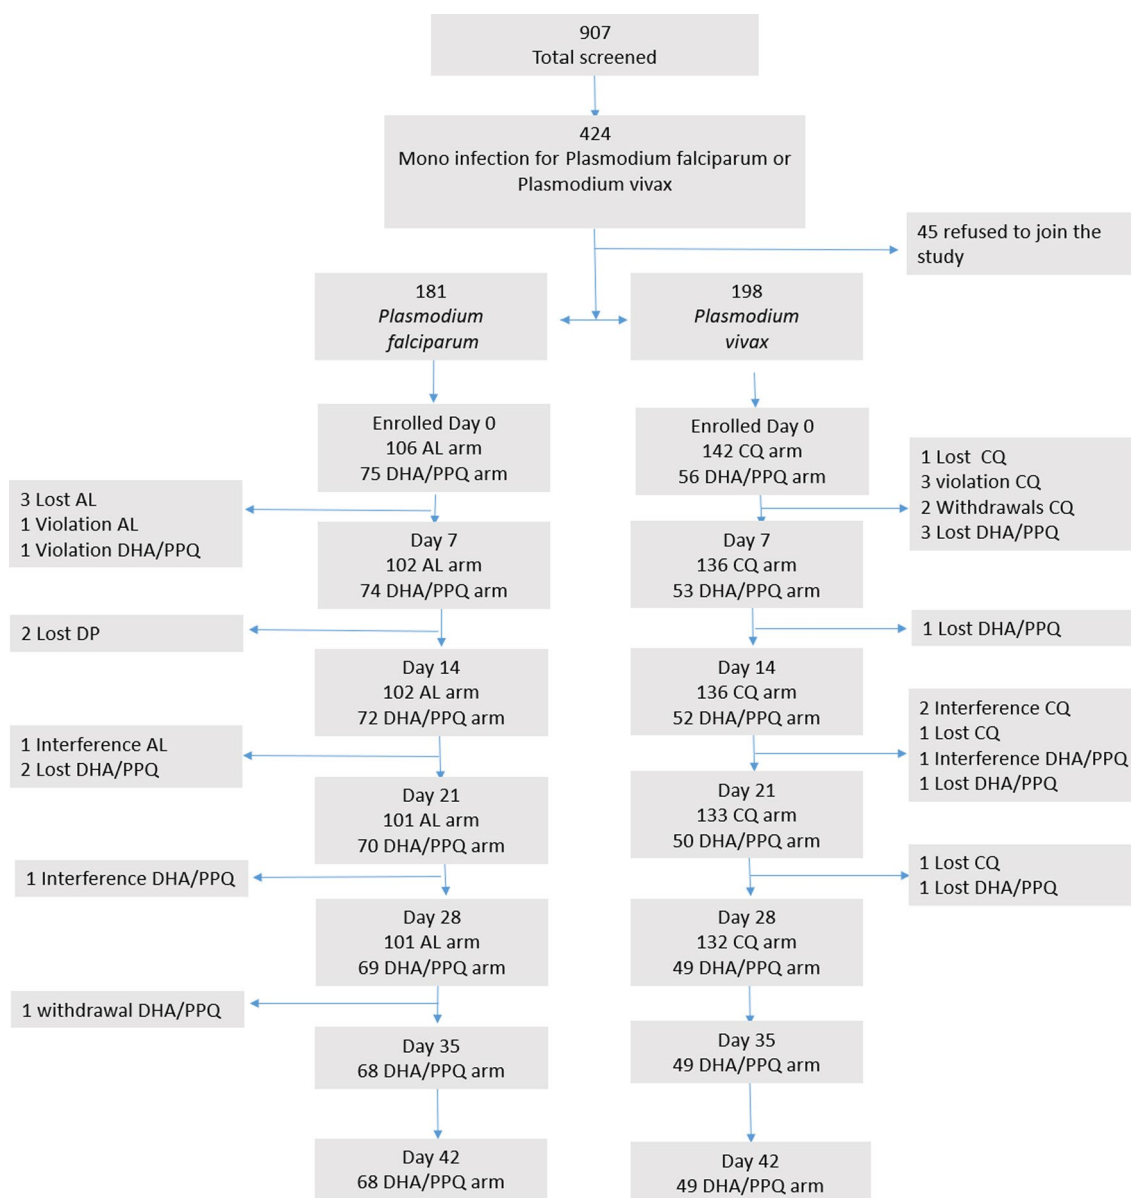 907
Total screened
424
Mono infection for Plasmodium falciparum or
Plasmodium vivax
45 refused to join the
study
181
Plasmodium
falciparum
198
Plasmodium
vivax
Enrolled Day 0
106 AL arm
75 DHA/PPQ arm
Enrolled Day 0
142 CQ arm
56 DHA/PPQ arm
3 Lost AL
1 Violation AL
1 Violation DHA/PPQ
1 Lost  CQ
3 violation CQ
2 Withdrawals CQ
3 Lost DHA/PPQ
Day 7
102 AL arm
74 DHA/PPQ arm
Day 7
136 CQ arm
53 DHA/PPQ arm
2 Lost DP
1 Lost DHA/PPQ
Day 14
102 AL arm
72 DHA/PPQ arm
Day 14
136 CQ arm
52 DHA/PPQ arm
1 Interference AL
2 Lost DHA/PPQ
2 Interference CQ
1 Lost CQ
1 Interference DHA/PPQ
1 Lost DHA/PPQ
Day 21
101 AL arm
70 DHA/PPQ arm
Day 21
133 CQ arm
50 DHA/PPQ arm
1 Interference DHA/PPQ
1 Lost CQ
1 Lost DHA/PPQ
Day 28
101 AL arm
69 DHA/PPQ arm
Day 28
132 CQ arm
49 DHA/PPQ arm
1 withdrawal DHA/PPQ
Day 35
68 DHA/PPQ arm
Day 35
49 DHA/PPQ arm
Day 42
68 DHA/PPQ arm
Day 42
49 DHA/PPQ arm